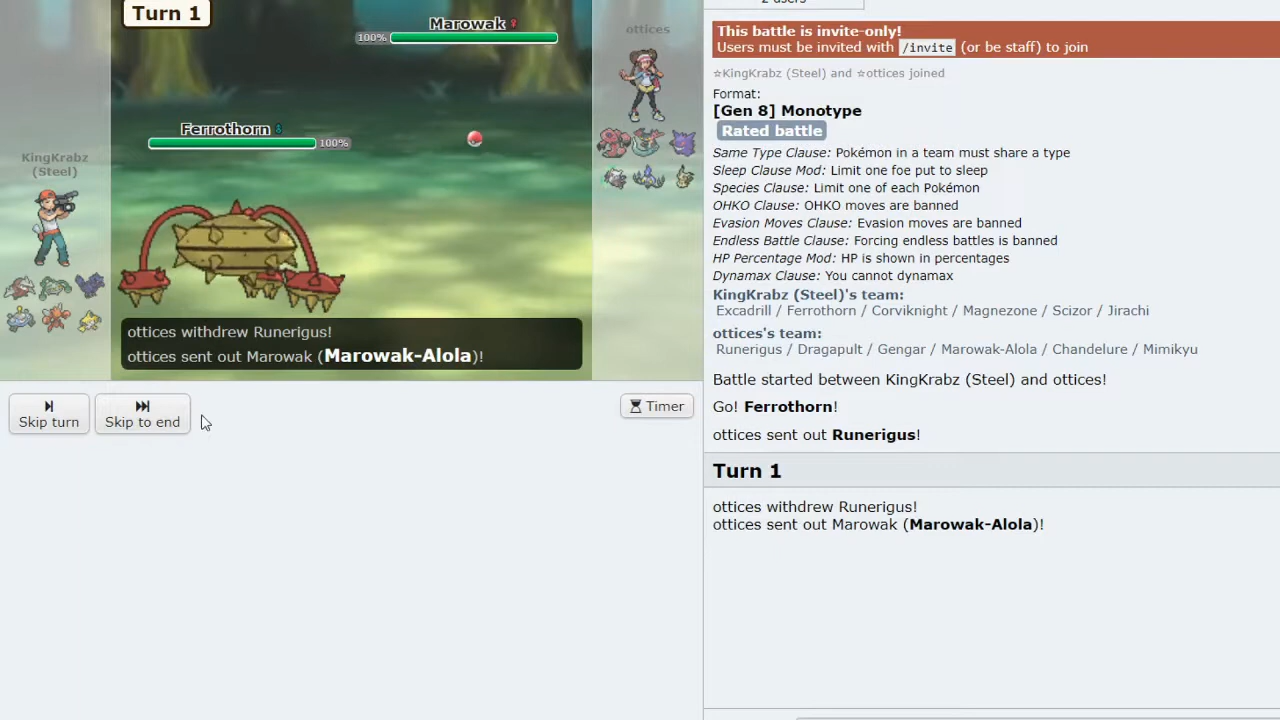 Turn 1
Marowak
100%
ottices
Ferrothorn
100%
KingKrabz
(Steel)
ottices withdrew Runerigus!
ottices sent out Marowak (Marowak-Alola)!
Skip turn
Skip to end
Timer
2 users
This battle is invite-only!
Users must be invited with /invite (or be staff) to join
☆KingKrabz (Steel) and ☆ottices joined
Format:
[Gen 8] Monotype
Rated battle
Same Type Clause: Pokémon in a team must share a type
Sleep Clause Mod: Limit one foe put to sleep
Species Clause: Limit one of each Pokémon
OHKO Clause: OHKO moves are banned
Evasion Moves Clause: Evasion moves are banned
Endless Battle Clause: Forcing endless battles is banned
HP Percentage Mod: HP is shown in percentages
Dynamax Clause: You cannot dynamax
KingKrabz (Steel)'s team:
Excadrill / Ferrothorn / Corviknight / Magnezone / Scizor / Jirachi
ottices's team:
Runerigus / Dragapult / Gengar / Marowak-Alola / Chandelure / Mimikyu
Battle started between KingKrabz (Steel) and ottices!
Go! Ferrothorn!
ottices sent out Runerigus!
Turn 1
ottices withdrew Runerigus!
ottices sent out Marowak (Marowak-Alola)!